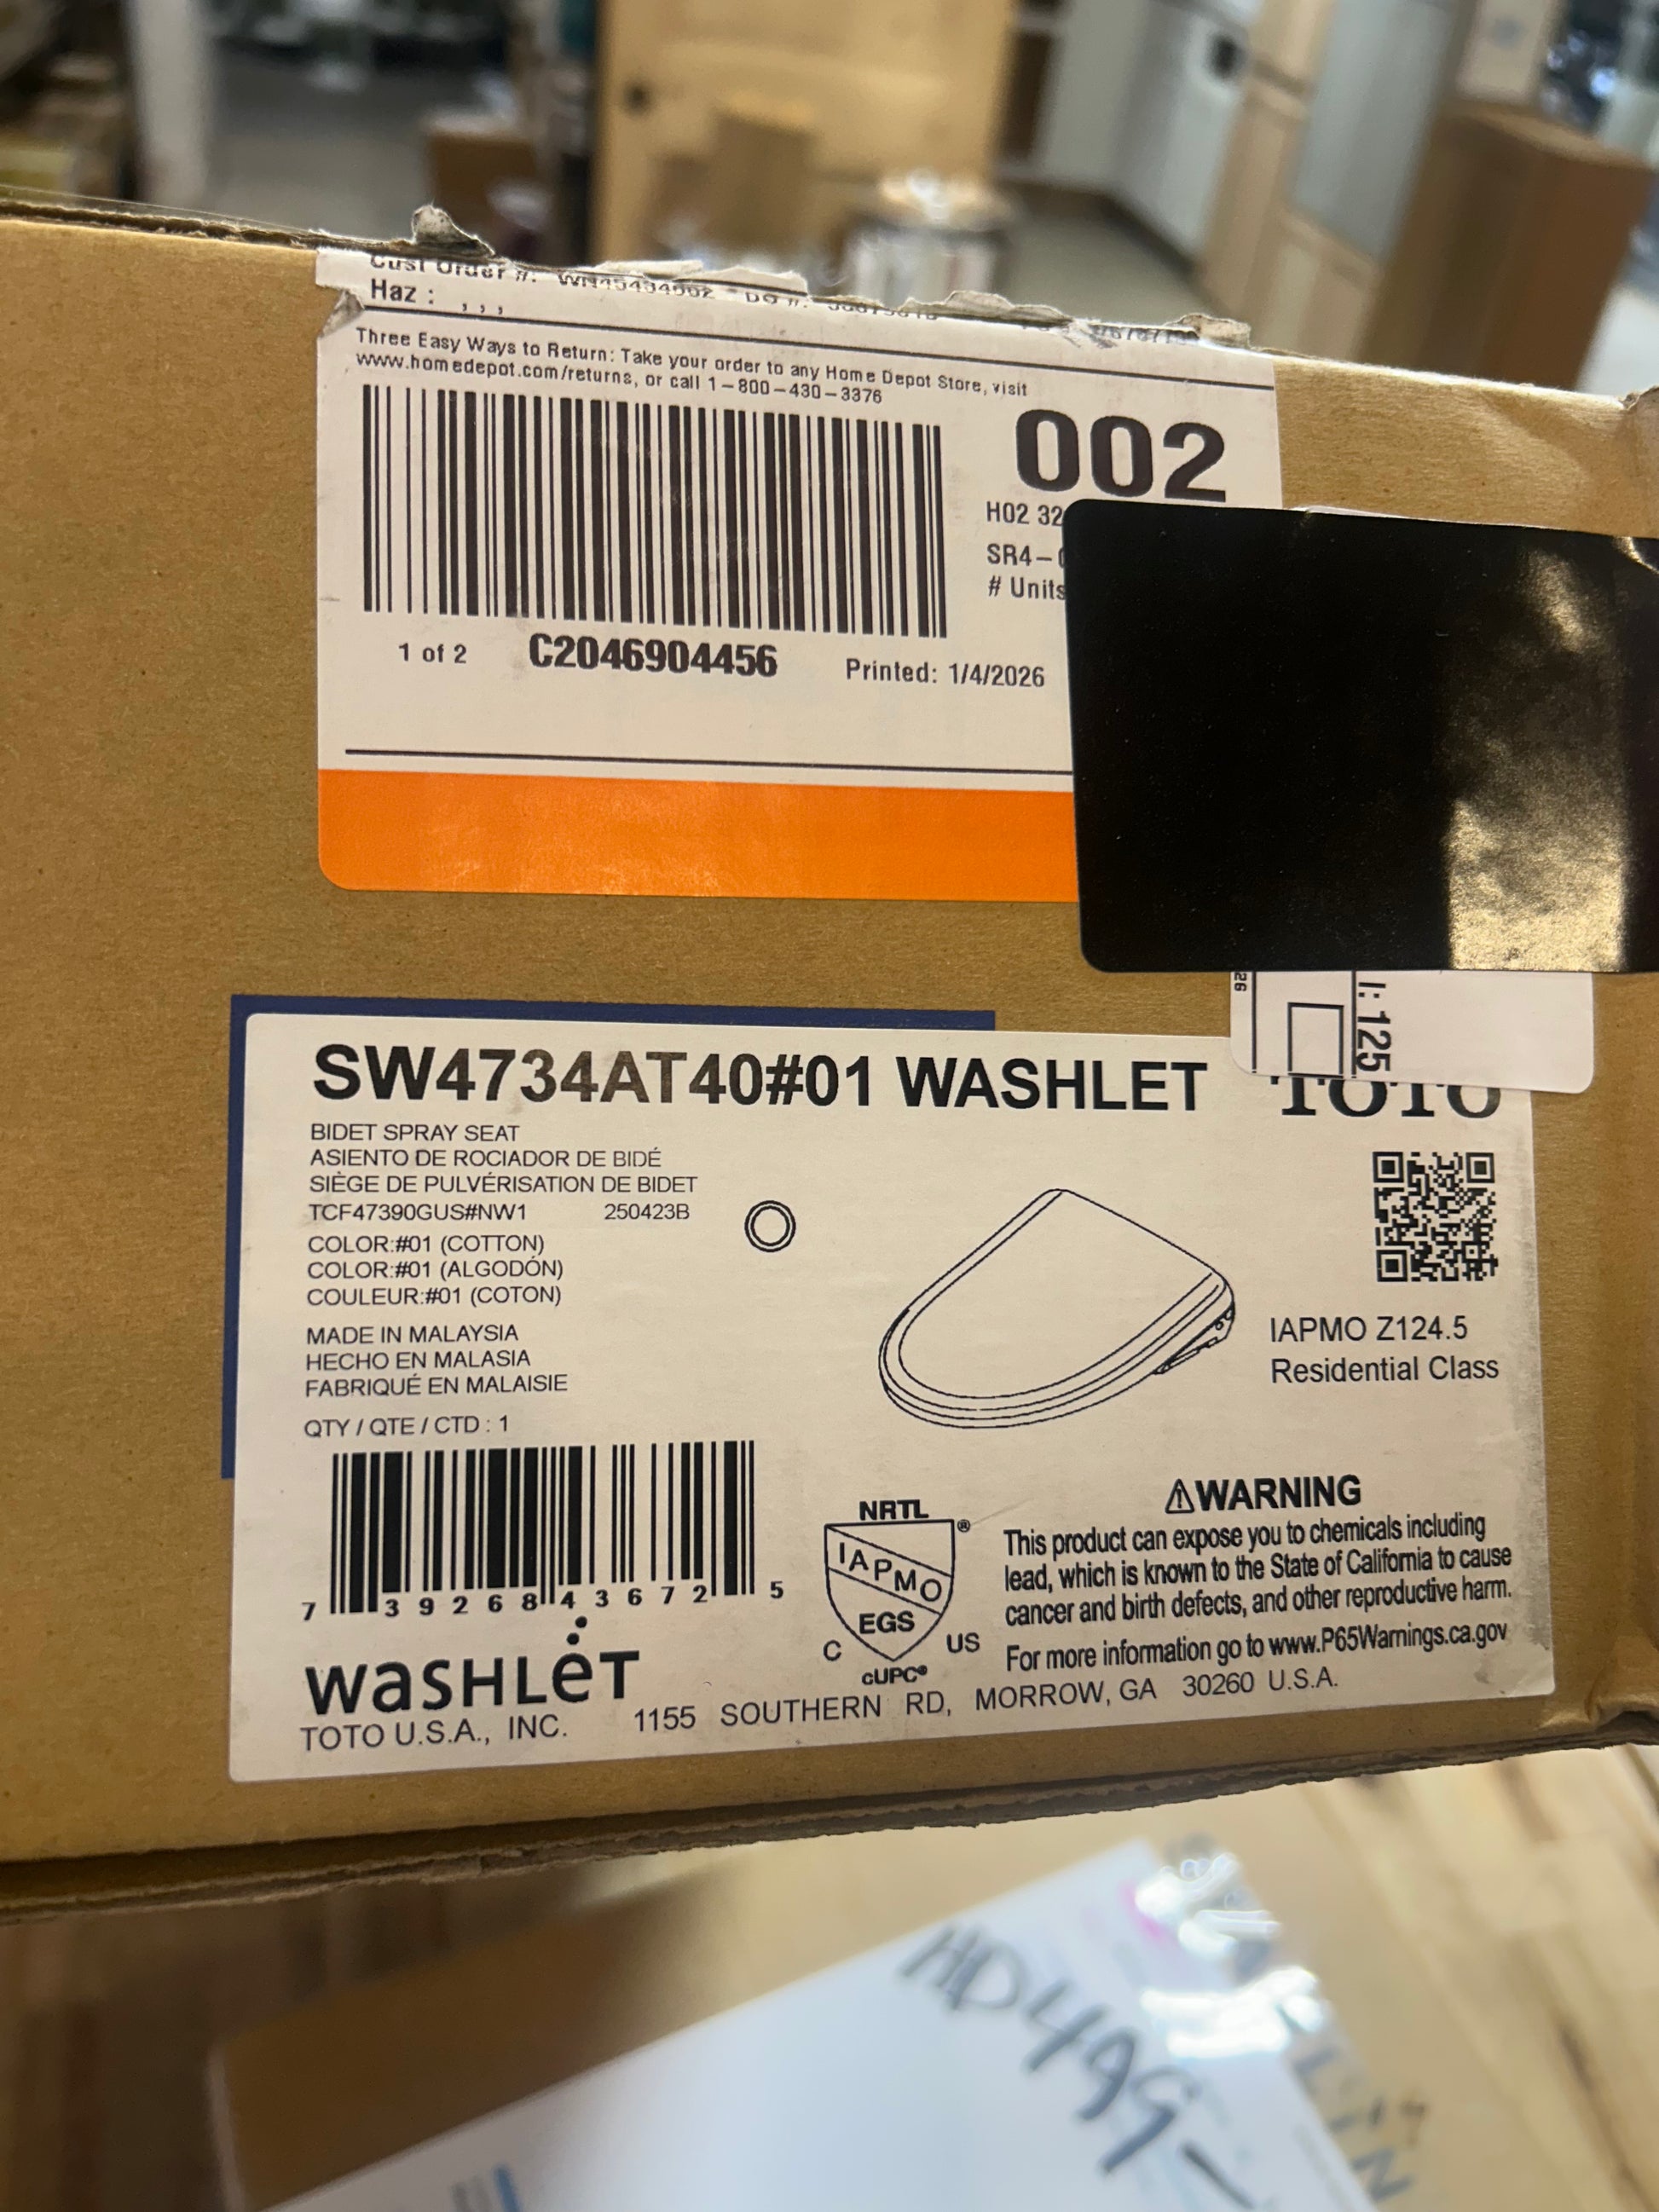 Cust Order #: WN45434002 DO #:
Haz : , , ,
Three Easy Ways to Return: Take your order to any Home Depot Store, visit
www.homedepot.com/returns, or call 1-800-430-3376
002
H02 32
SR4-
# Units
1 of 2 C2046904456 Printed: 1/4/2026
26
I: 125
SW4734AT40#01 WASHLET TOTO
BIDET SPRAY SEAT
ASIENTO DE ROCIADOR DE BIDÉ
SIÈGE DE PULVÉRISATION DE BIDET
TCF47390GUS#NW1 250423B
COLOR:#01 (COTTON)
COLOR:#01 (ALGODÓN)
COULEUR:#01 (COTON)
MADE IN MALAYSIA
HECHO EN MALASIA
FABRIQUÉ EN MALAISIE
QTY / QTE / CTD : 1
IAPMO Z124.5
Residential Class
7 39268 43672 5
NRTL
®
IAPMO
EGS
C US
cUPC®
⚠WARNING
This product can expose you to chemicals including
lead, which is known to the State of California to cause
cancer and birth defects, and other reproductive harm.
For more information go to www.P65Warnings.ca.gov
WASHLET
TOTO U.S.A., INC. 1155 SOUTHERN RD, MORROW, GA 30260 U.S.A.
HD499-